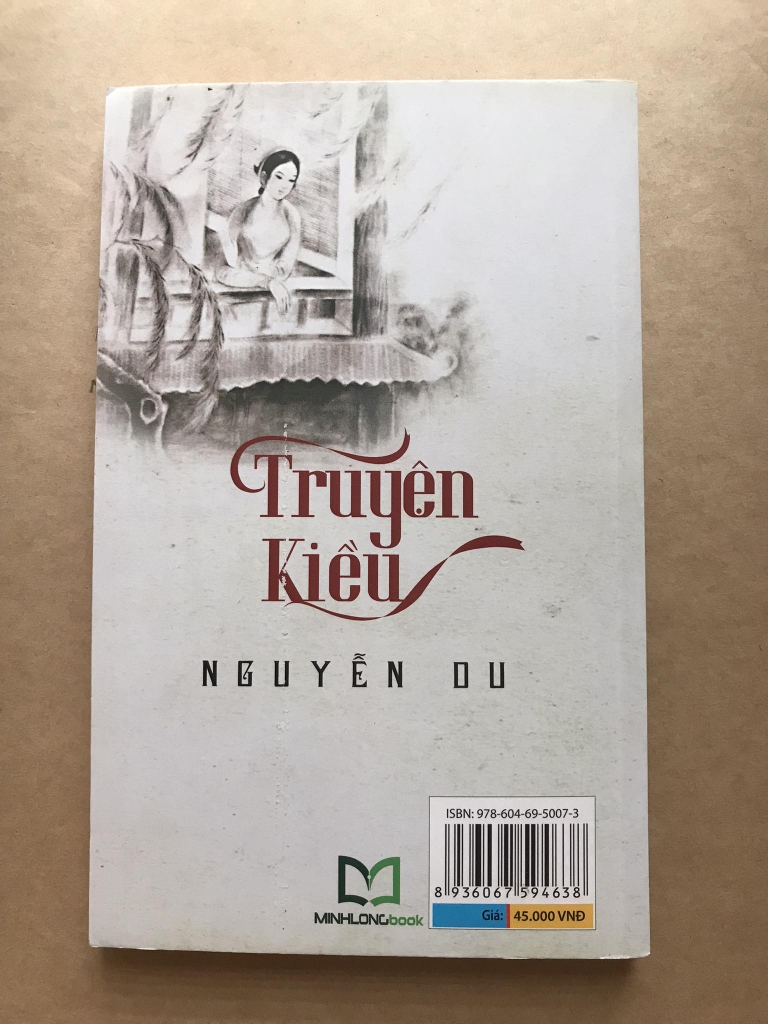 Truyện
Kiều
NGUYỄN DU
ISBN: 978-604-69-5007-3
8 936067 594638
MINHLONGbook
Giá: 45.000 VNĐ